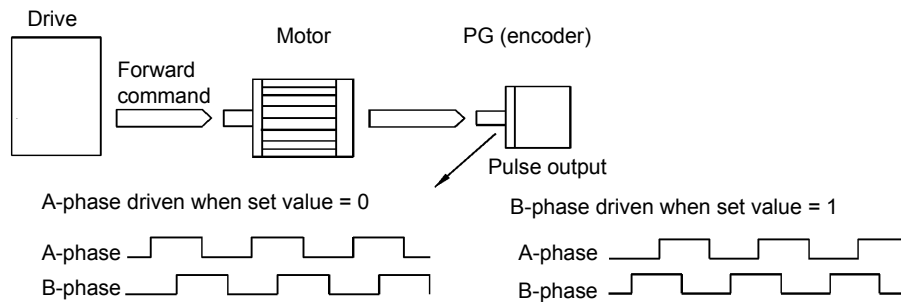 Drive
Motor
PG (encoder)
Forward
command
Pulse output
A-phase driven when set value = 0
B-phase driven when set value = 1
A-phase
B-phase
A-phase
B-phase